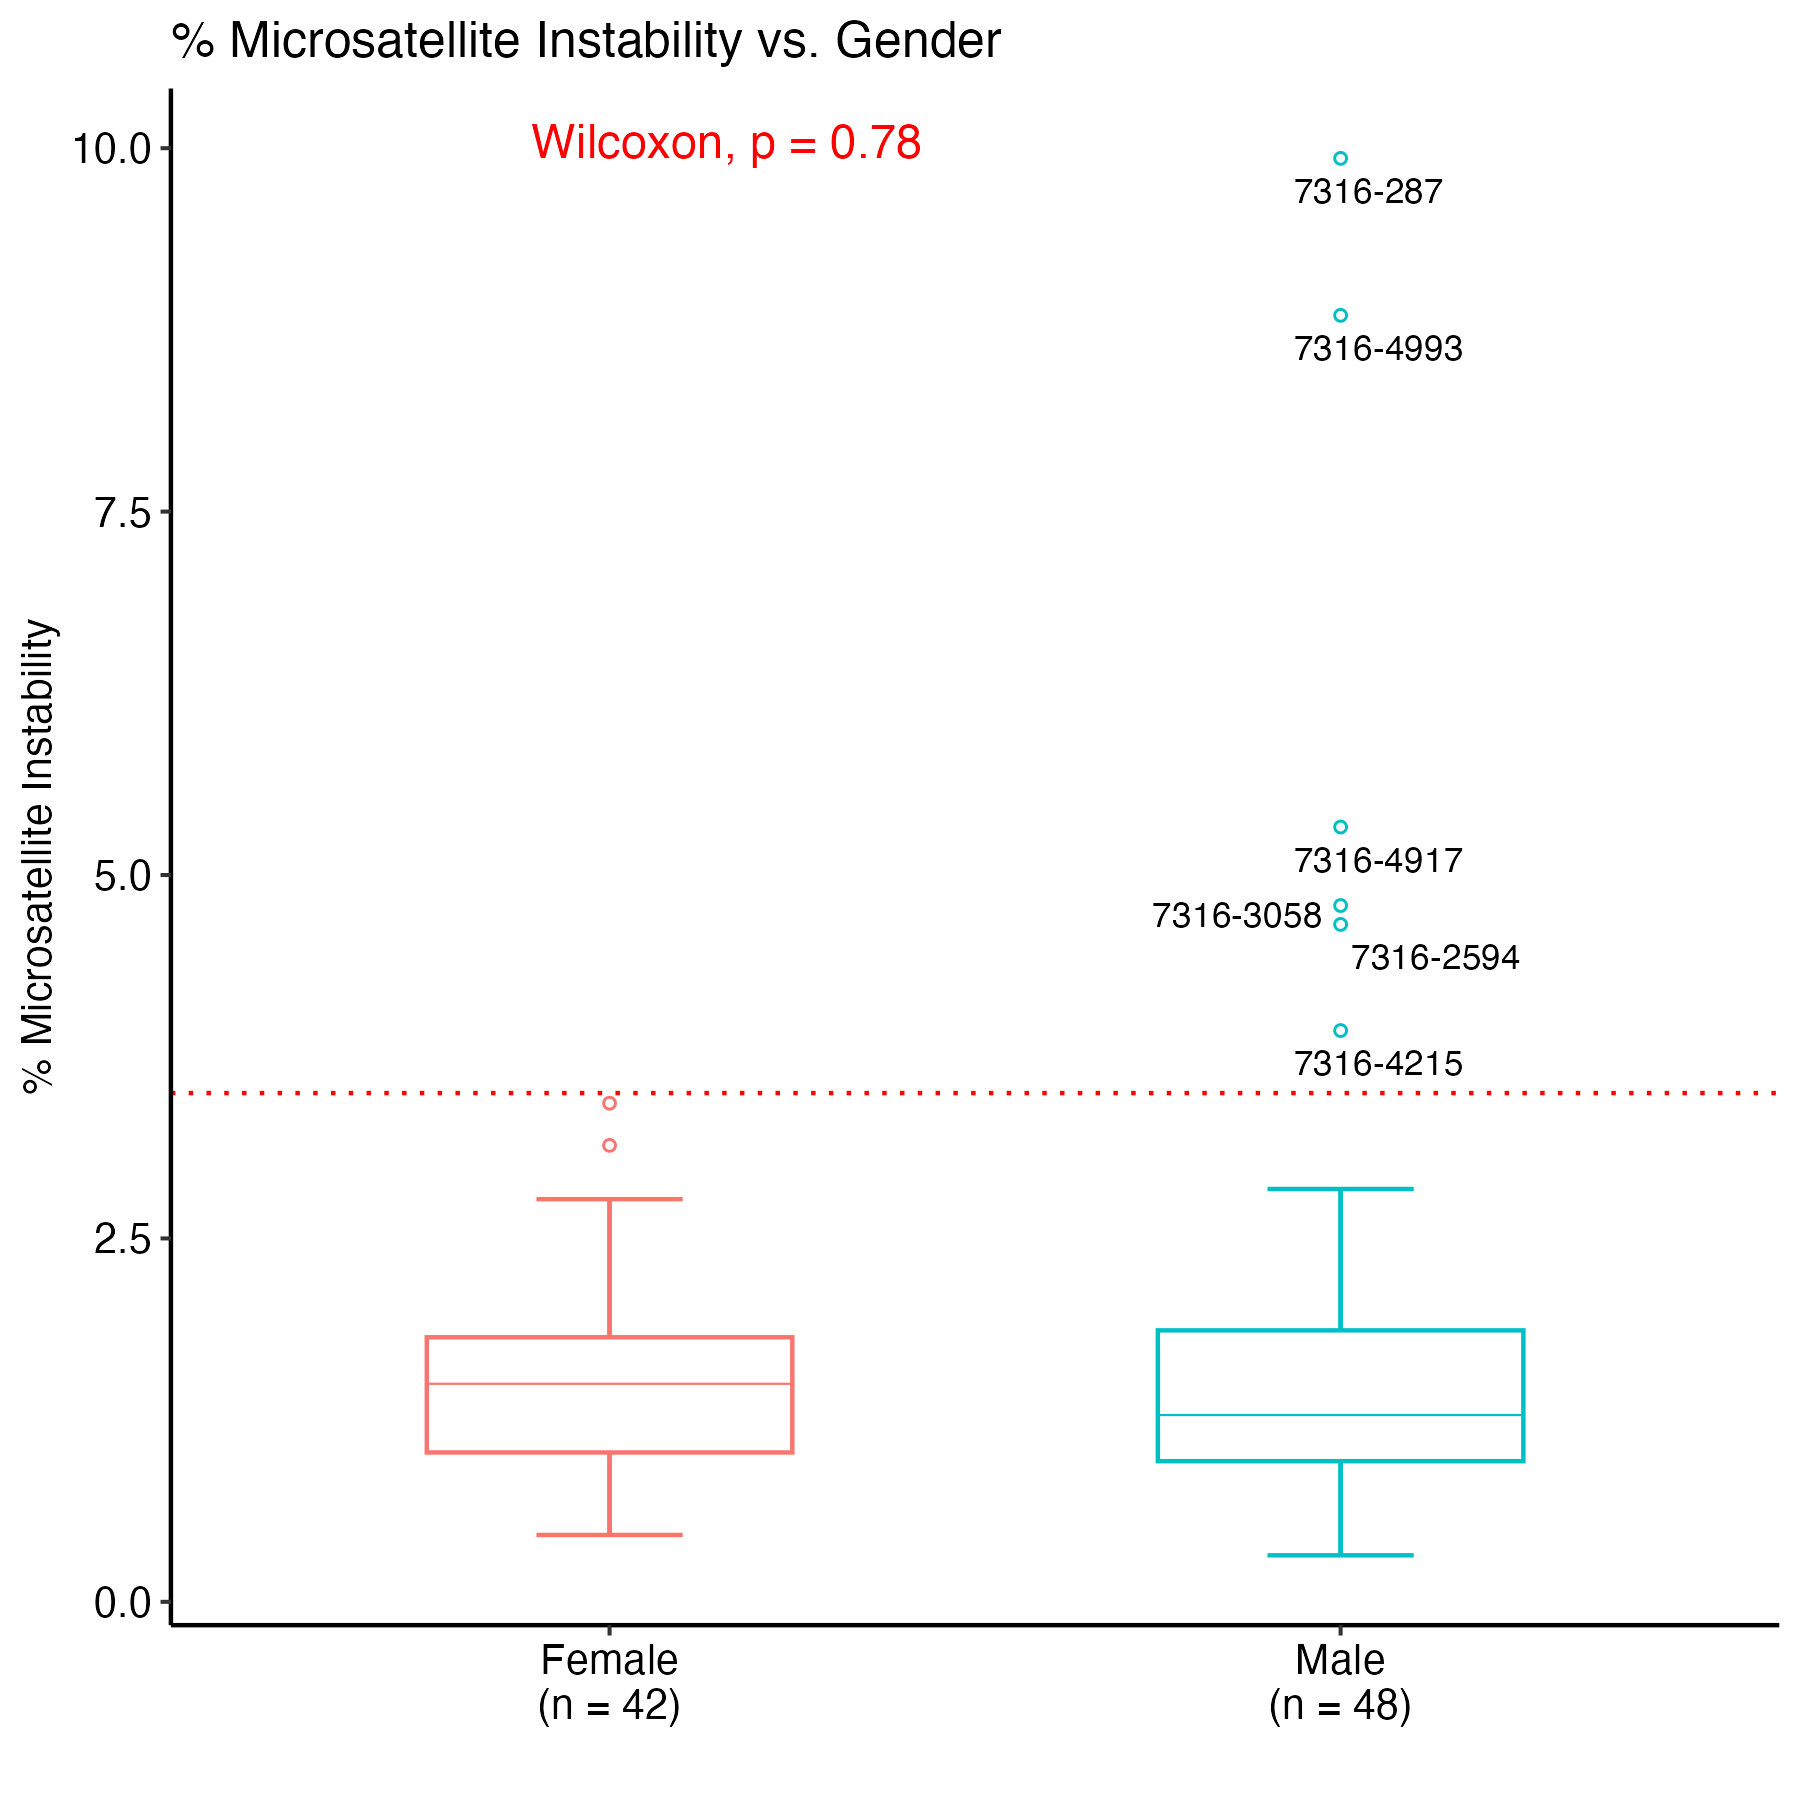 % Microsatellite Instability vs. Gender
Wilcoxon, p = 0.78
10.0
7.5
5.0
2.5
0.0
% Microsatellite Instability
7316-287
7316-4993
7316-4917
7316-3058
7316-2594
7316-4215
Female
(n = 42)
Male
(n = 48)